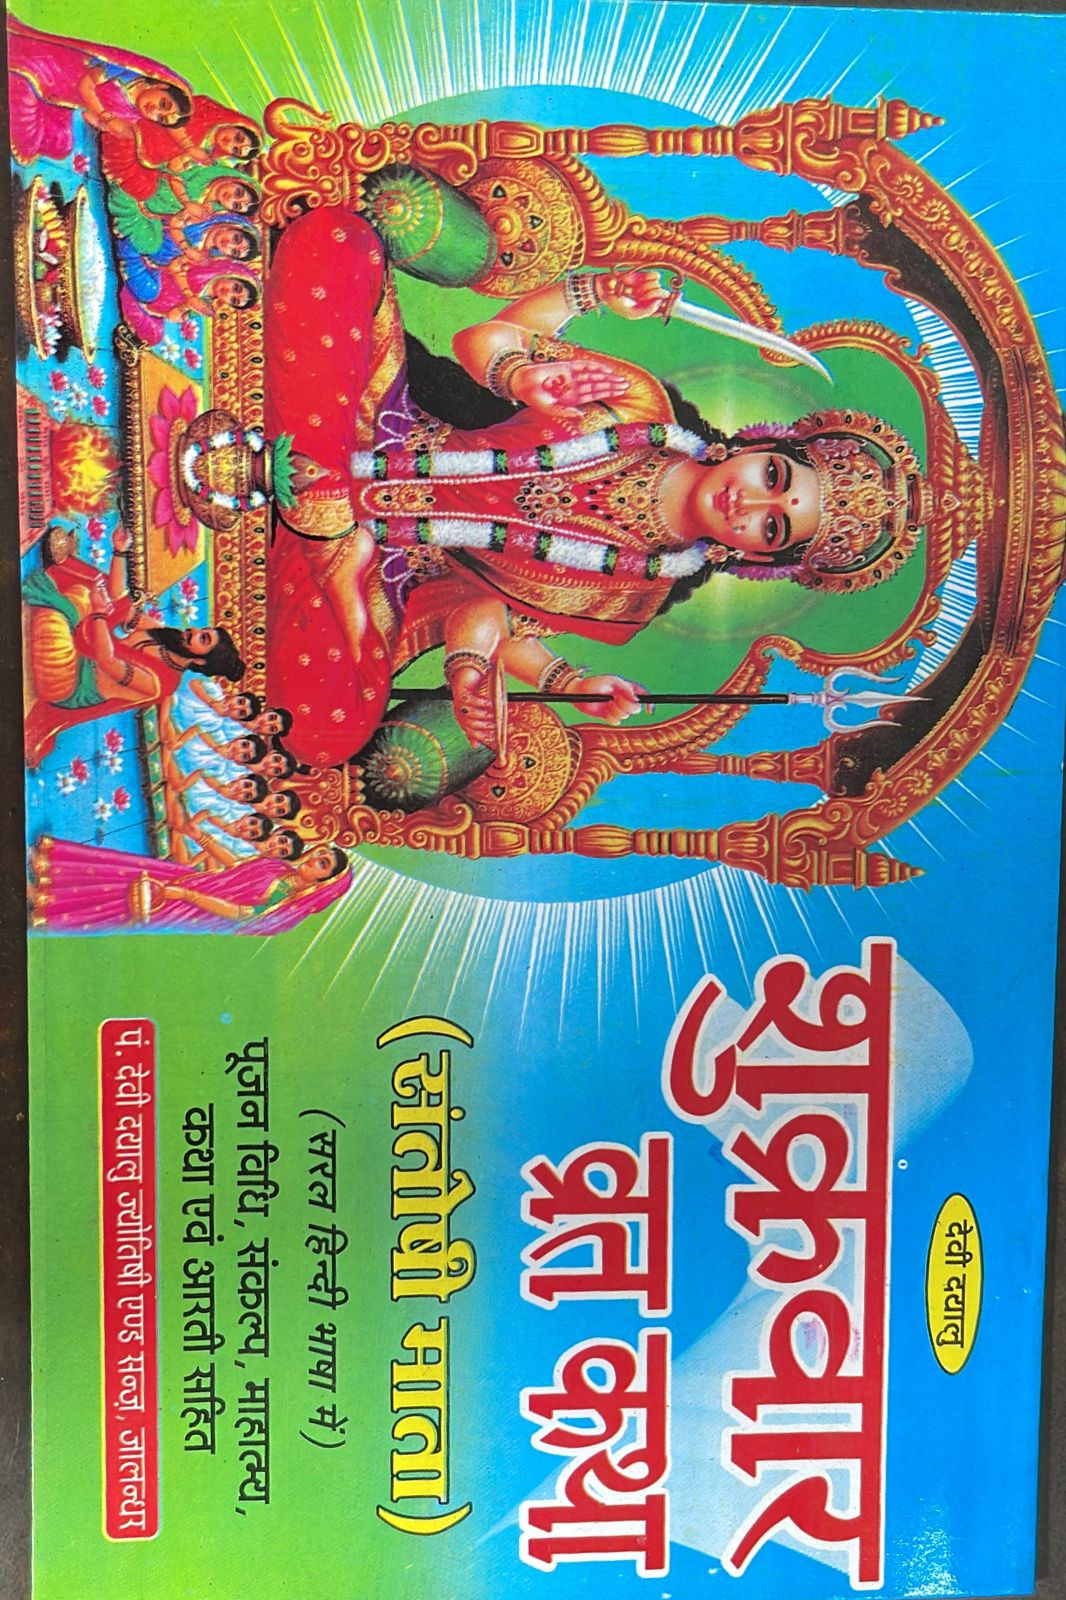 देवी दयालु
शुक्रवार
व्रत कथा
(संतोषी माता)
(सरल हिन्दी भाषा में)
पूजन विधि, संकल्प, माहात्म्य,
कथा एवं आरती सहित
पं. देवी दयालु ज्योतिषी एण्ड सन्ज़, जालन्धर